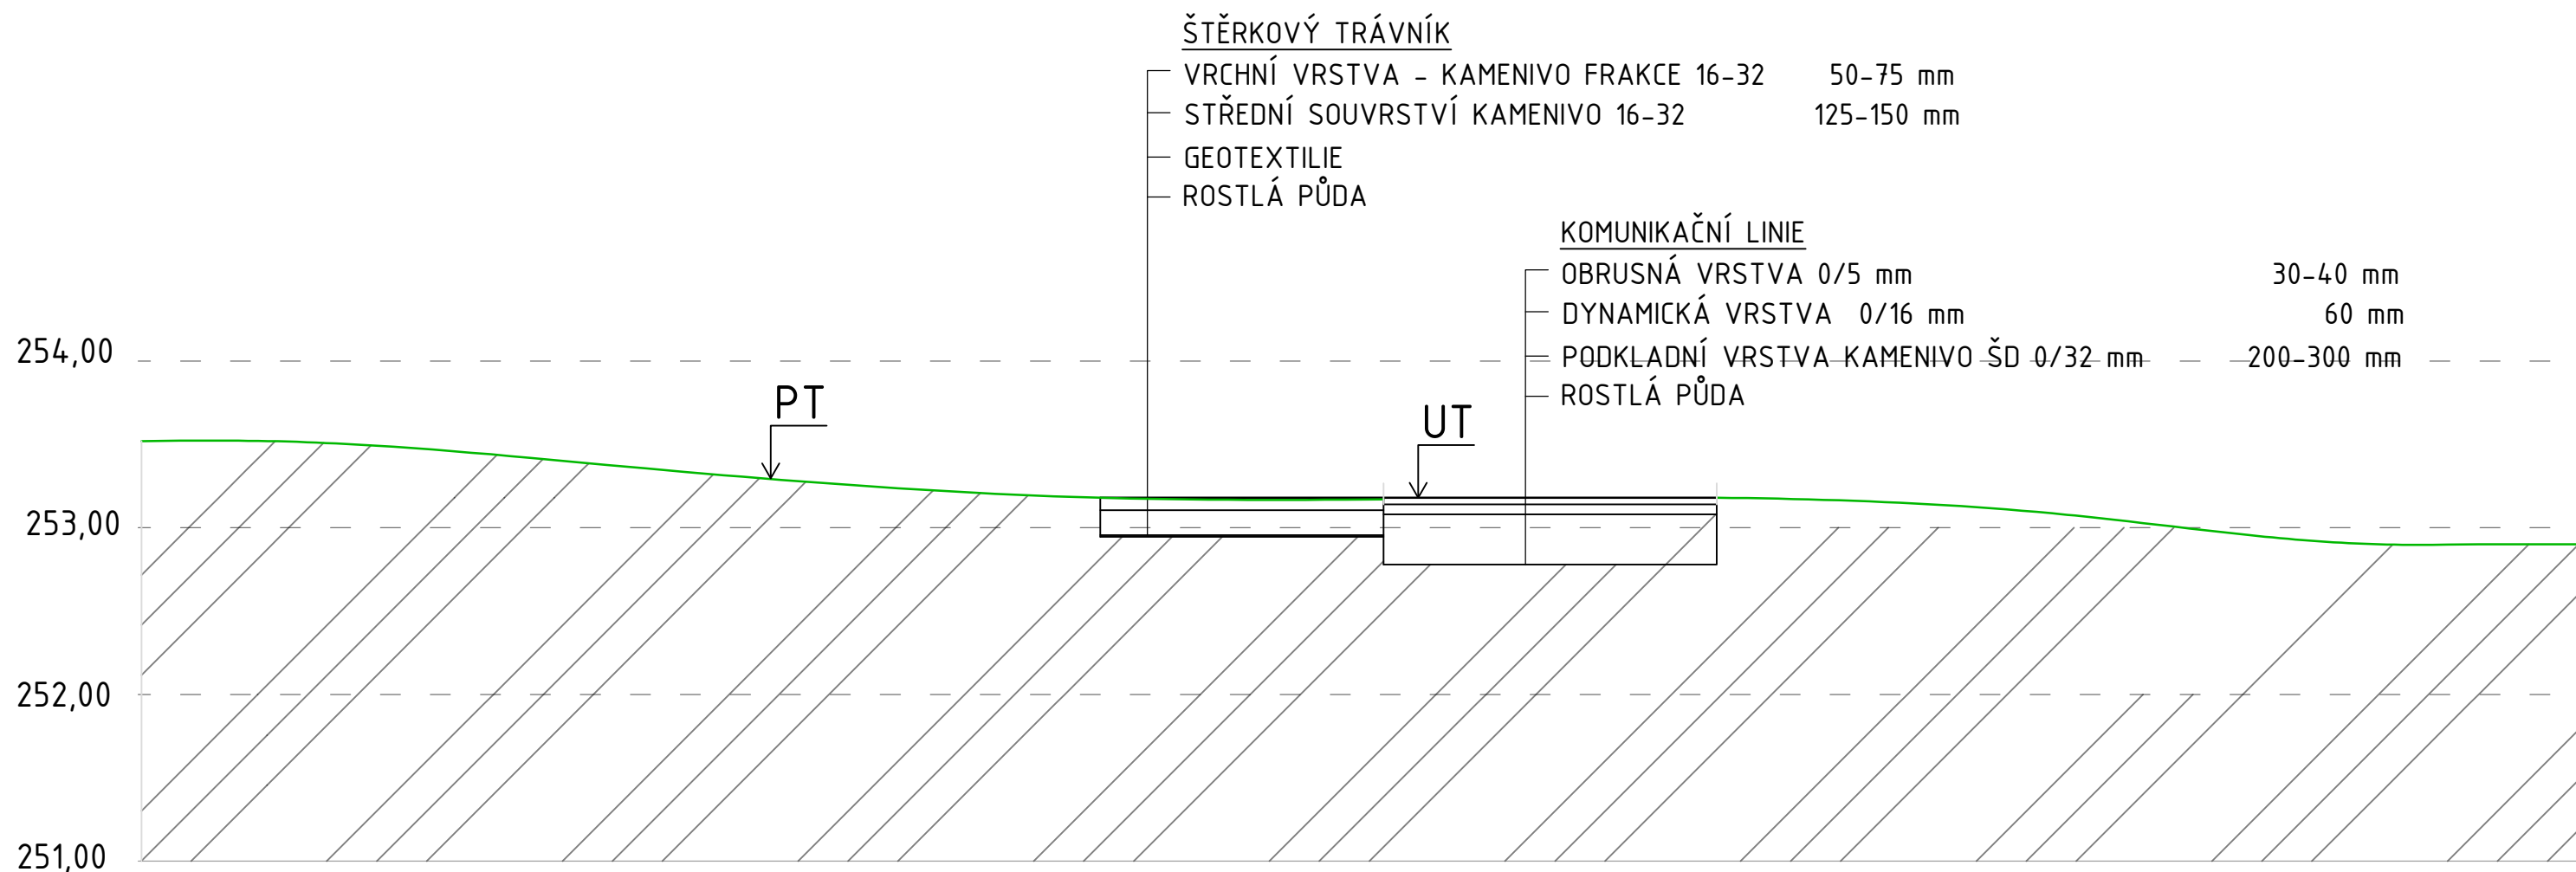 ŠTĚRKOVÝ TRÁVNÍK
VRCHNÍ VRSTVA - KAMENIVO FRAKCE 16-32 50-75 mm
STŘEDNÍ SOUVRSTVÍ KAMENIVO 16-32 125-150 mm
GEOTEXTILIE
ROSTLÁ PŮDA
KOMUNIKAČNÍ LINIE
OBRUSNÁ VRSTVA 0/5 mm 30-40 mm
DYNAMICKÁ VRSTVA 0/16 mm 60 mm
PODKLADNÍ VRSTVA KAMENIVO ŠD 0/32 mm 200-300 mm
ROSTLÁ PŮDA
254,00
PT
UT
253,00
252,00
251,00